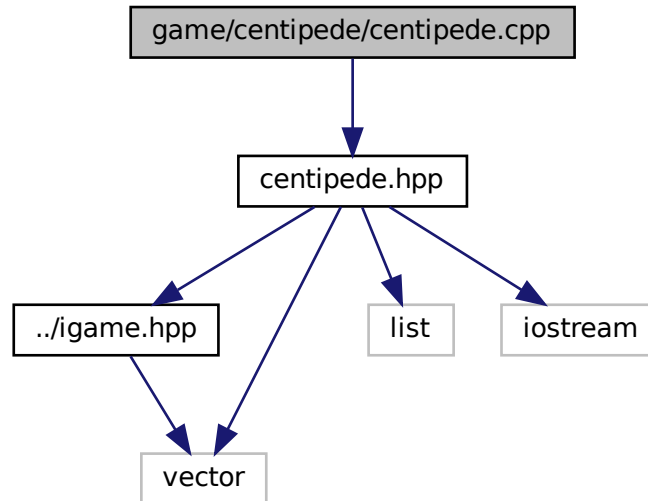 game/centipede/centipede.cpp
centipede.hpp
../igame.hpp
list
iostream
vector